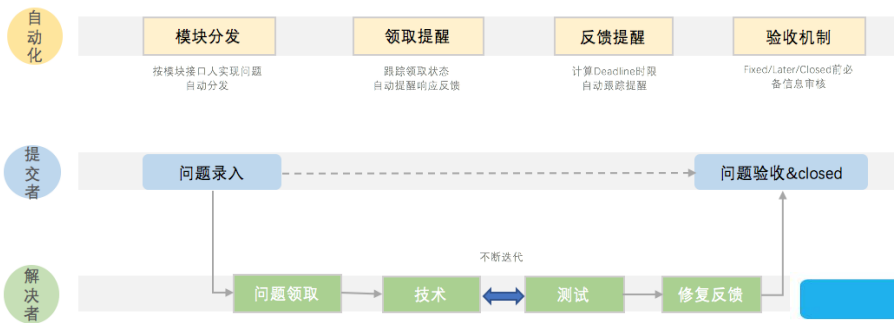 自动化
模块分发
领取提醒
反馈提醒
验收机制
按模块接口人实现问题
自动分发
跟踪领取状态
自动提醒响应反馈
计算Deadline时限
自动跟踪提醒
Fixed/Later/Closed前必
备信息审核
提交者
问题录入
问题验收&closed
不断迭代
解决者
问题领取
技术
测试
修复反馈